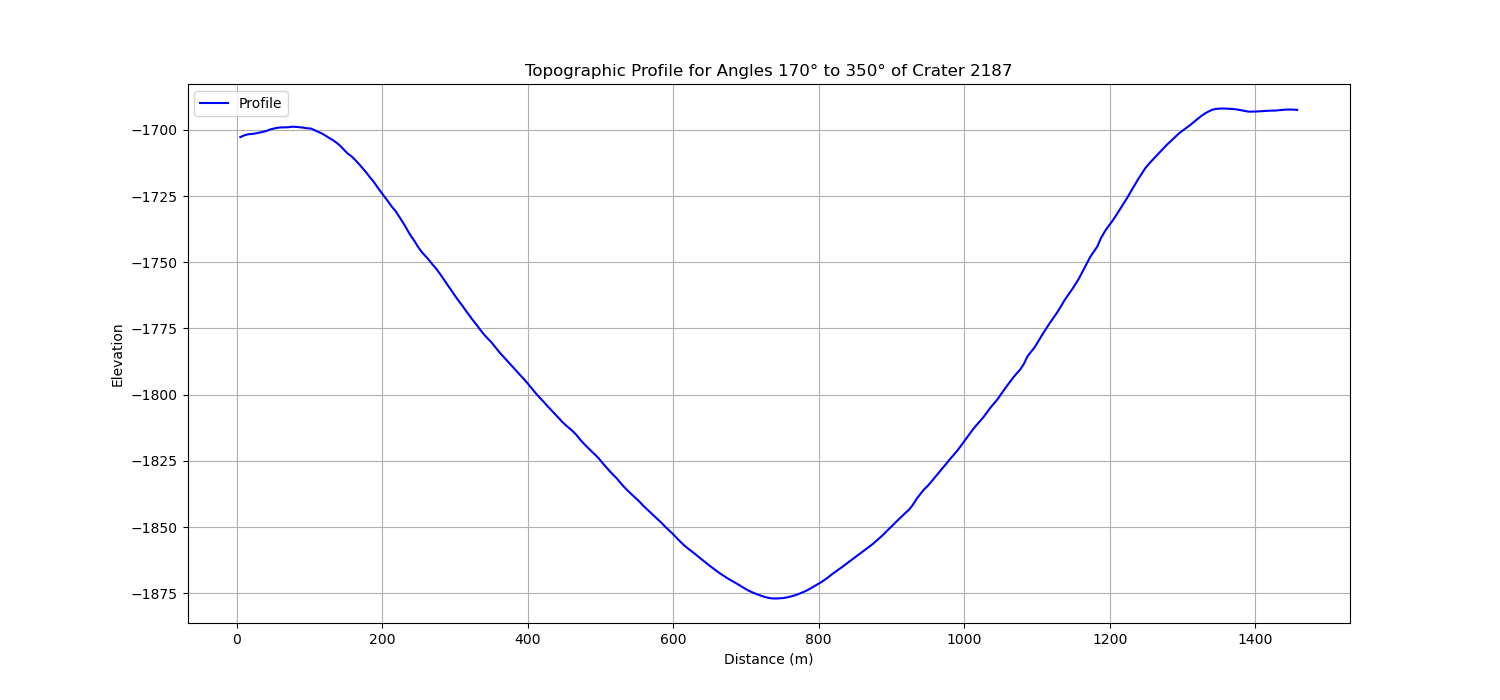 Topographic Profile for Angles 170° to 350° of Crater 2187
Profile
Elevation
−1700
−1725
−1750
−1775
−1800
−1825
−1850
−1875
0 200 400 600 800 1000 1200 1400
Distance (m)